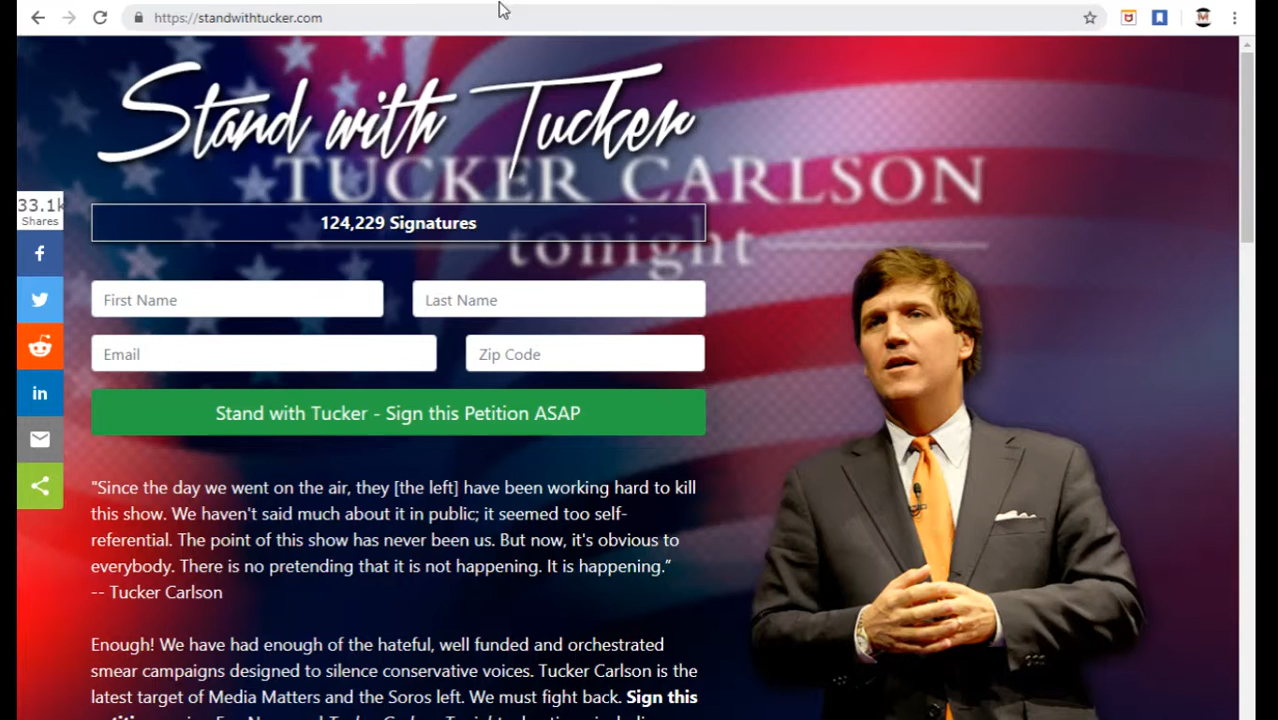 https://standwithtucker.com
Stand with Tucker
TUCKER CARLSON
tonight
33.1k
Shares
124,229 Signatures
First Name
Last Name
Email
Zip Code
Stand with Tucker - Sign this Petition ASAP
"Since the day we went on the air, they [the left] have been working hard to kill
this show. We haven't said much about it in public; it seemed too self-
referential. The point of this show has never been us. But now, it's obvious to
everybody. There is no pretending that it is not happening. It is happening.”
-- Tucker Carlson
Enough! We have had enough of the hateful, well funded and orchestrated
smear campaigns designed to silence conservative voices. Tucker Carlson is the
latest target of Media Matters and the Soros left. We must fight back. Sign this